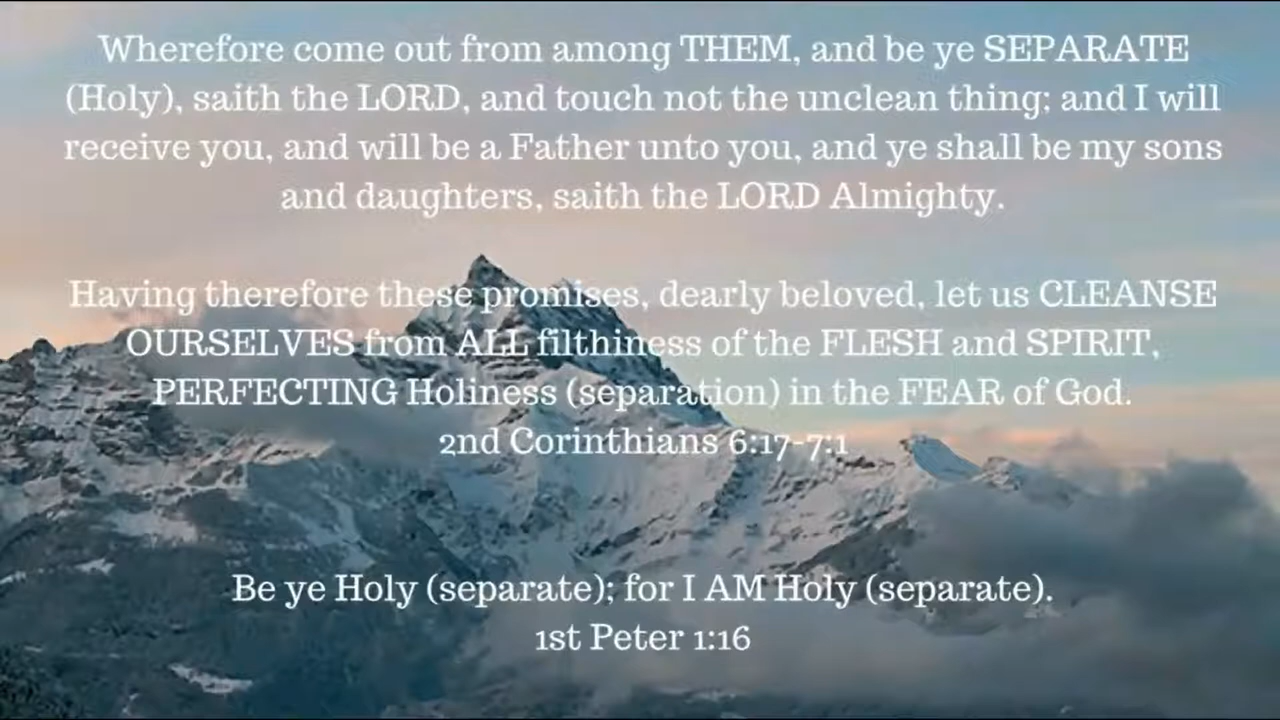 Wherefore come out from among THEM, and be ye SEPARATE
(Holy), saith the LORD, and touch not the unclean thing; and I will
receive you, and will be a Father unto you, and ye shall be my sons
and daughters, saith the LORD Almighty.
Having therefore these promises, dearly beloved, let us CLEANSE
OURSELVES from ALL filthiness of the FLESH and SPIRIT,
PERFECTING Holiness (separation) in the FEAR of God.
2nd Corinthians 6:17-7:1
Be ye Holy (separate); for I AM Holy (separate).
1st Peter 1:16